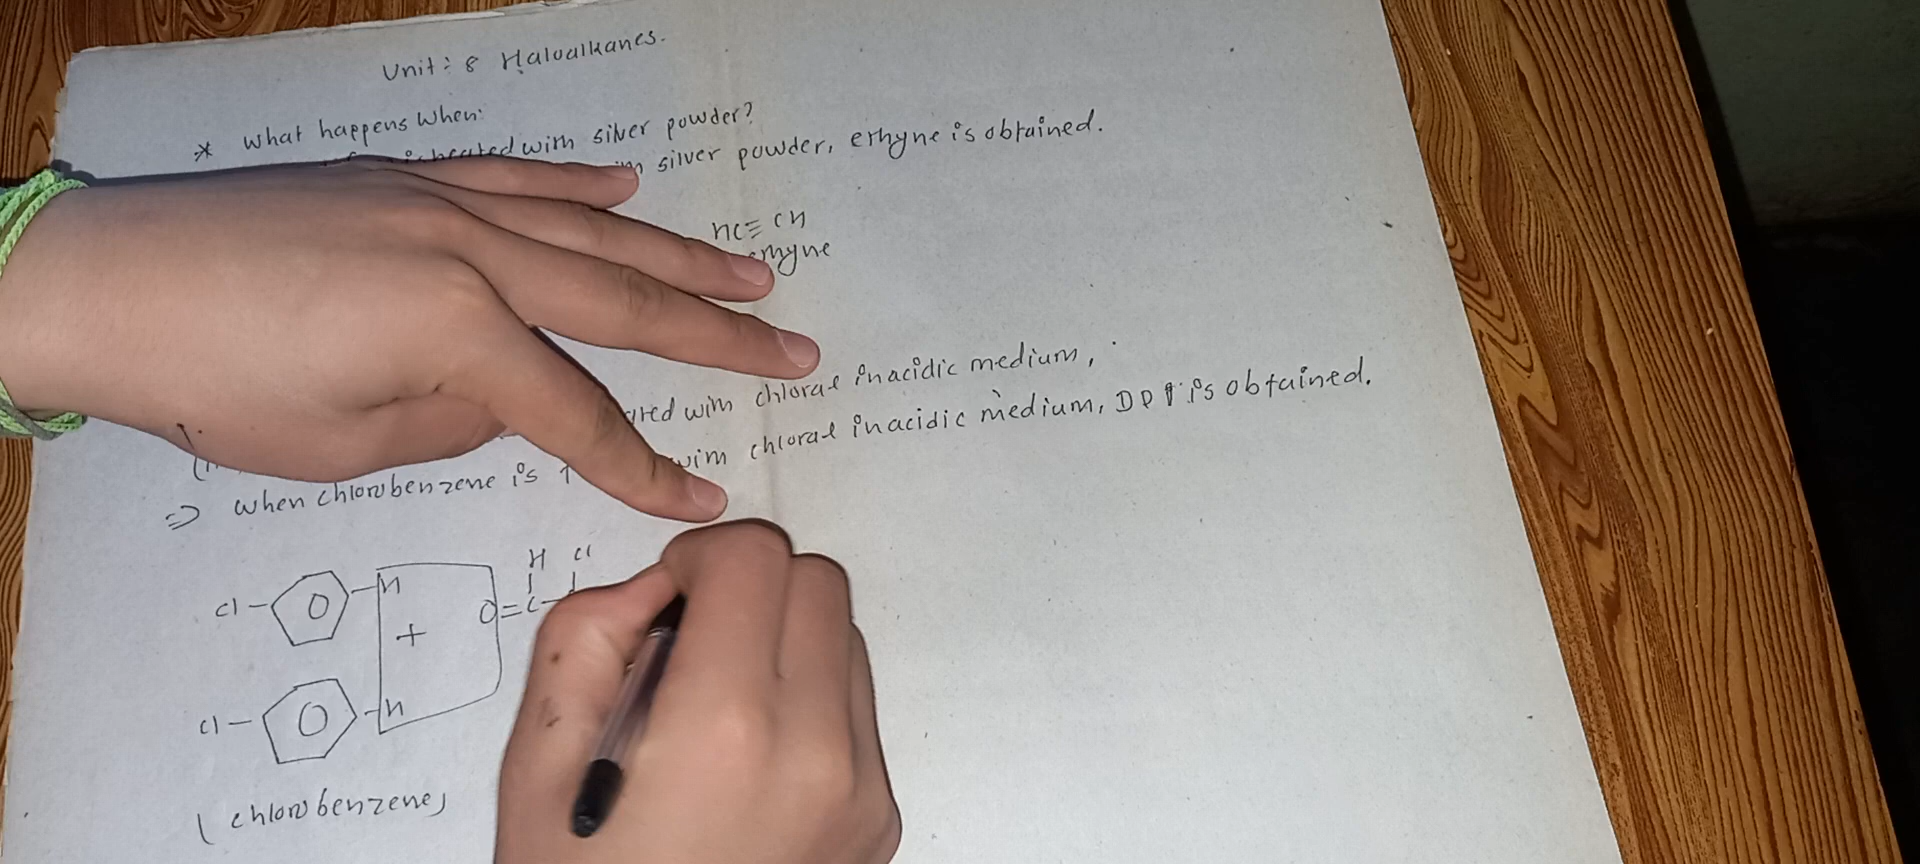 Unit: 8 Haloalkanes.
* What happens when:
is heated with silver powder?
silver powder, ethyne is obtained.
HC≡CH
ethyne
with chloral in acidic medium,
=> When chlorobenzene is with chloral in acidic medium, DDT is obtained.
H Cl
Cl- -H
+ O=C-
Cl- -H
(chlorobenzene)